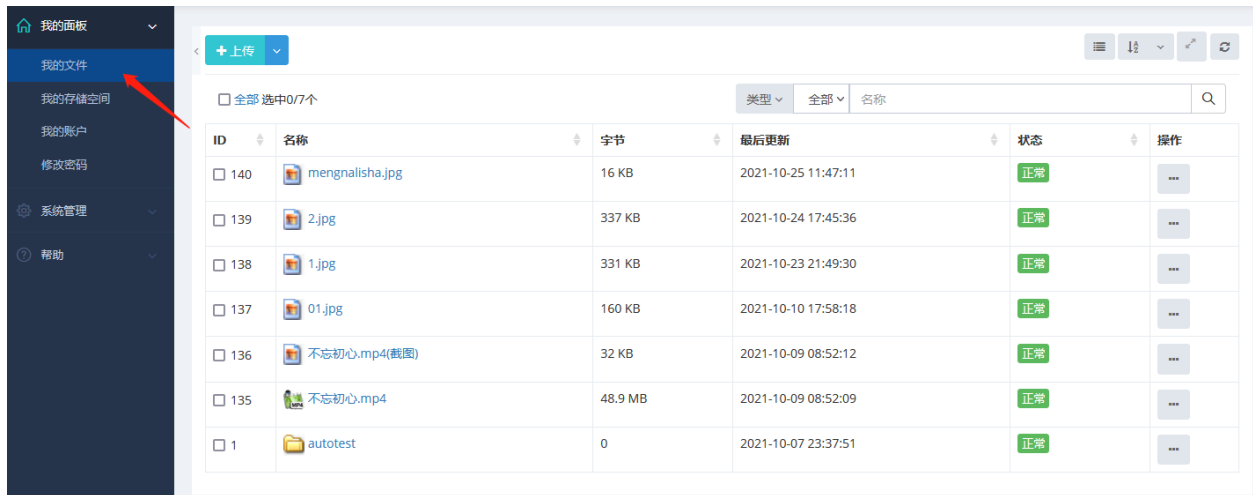 我的面板
我的文件
我的存储空间
我的账户
修改密码
系统管理
帮助
上传
全部 选中0/7个
类型 全部 名称
ID 名称 字节 最后更新 状态 操作
140 mengnalisha.jpg 16 KB 2021-10-25 11:47:11 正常
139 2.jpg 337 KB 2021-10-24 17:45:36 正常
138 1.jpg 331 KB 2021-10-23 21:49:30 正常
137 01.jpg 160 KB 2021-10-10 17:58:18 正常
136 不忘初心.mp4(截图) 32 KB 2021-10-09 08:52:12 正常
135 不忘初心.mp4 48.9 MB 2021-10-09 08:52:09 正常
1 autotest 0 2021-10-07 23:37:51 正常